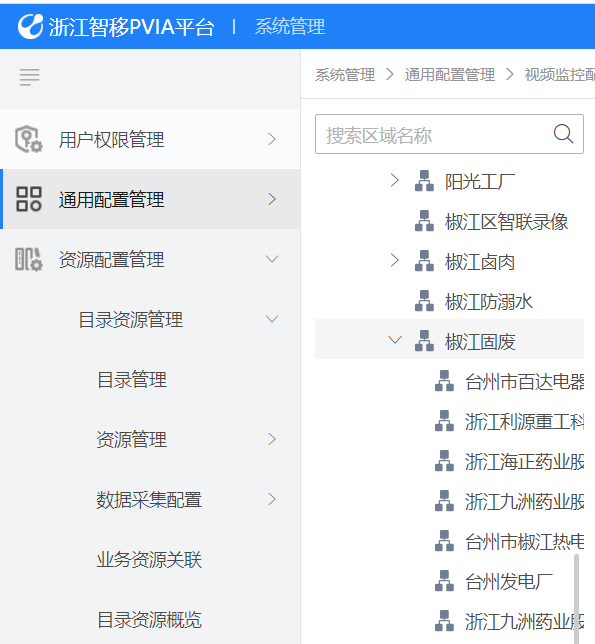 浙江智移PVIA平台 | 系统管理
系统管理 > 通用配置管理 > 视频监控配
用户权限管理
通用配置管理
资源配置管理
目录资源管理
目录管理
资源管理
数据采集配置
业务资源关联
目录资源概览
搜索区域名称
阳光工厂
椒江区智联录像
椒江卤肉
椒江防溺水
椒江固废
台州市百达电器
浙江利源重工科
浙江海正药业股
浙江九洲药业股
台州市椒江热电
台州发电厂
浙江九洲药业股